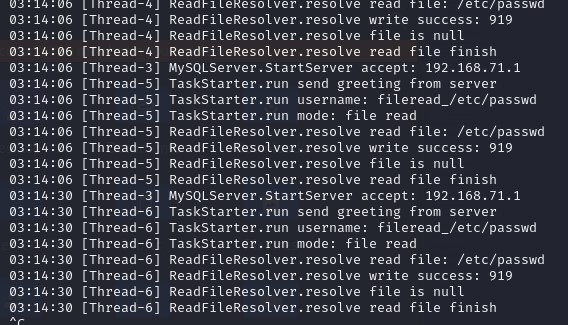 03:14:06 [Thread-4] ReadFileResolver.resolve read file: /etc/passwd
03:14:06 [Thread-4] ReadFileResolver.resolve write success: 919
03:14:06 [Thread-4] ReadFileResolver.resolve file is null
03:14:06 [Thread-4] ReadFileResolver.resolve read file finish
03:14:06 [Thread-3] MySQLServer.StartServer accept: 192.168.71.1
03:14:06 [Thread-5] TaskStarter.run send greeting from server
03:14:06 [Thread-5] TaskStarter.run username: fileread_/etc/passwd
03:14:06 [Thread-5] TaskStarter.run mode: file read
03:14:06 [Thread-5] ReadFileResolver.resolve read file: /etc/passwd
03:14:06 [Thread-5] ReadFileResolver.resolve write success: 919
03:14:06 [Thread-5] ReadFileResolver.resolve file is null
03:14:06 [Thread-5] ReadFileResolver.resolve read file finish
03:14:30 [Thread-3] MySQLServer.StartServer accept: 192.168.71.1
03:14:30 [Thread-6] TaskStarter.run send greeting from server
03:14:30 [Thread-6] TaskStarter.run username: fileread_/etc/passwd
03:14:30 [Thread-6] TaskStarter.run mode: file read
03:14:30 [Thread-6] ReadFileResolver.resolve read file: /etc/passwd
03:14:30 [Thread-6] ReadFileResolver.resolve write success: 919
03:14:30 [Thread-6] ReadFileResolver.resolve file is null
03:14:30 [Thread-6] ReadFileResolver.resolve read file finish
^C